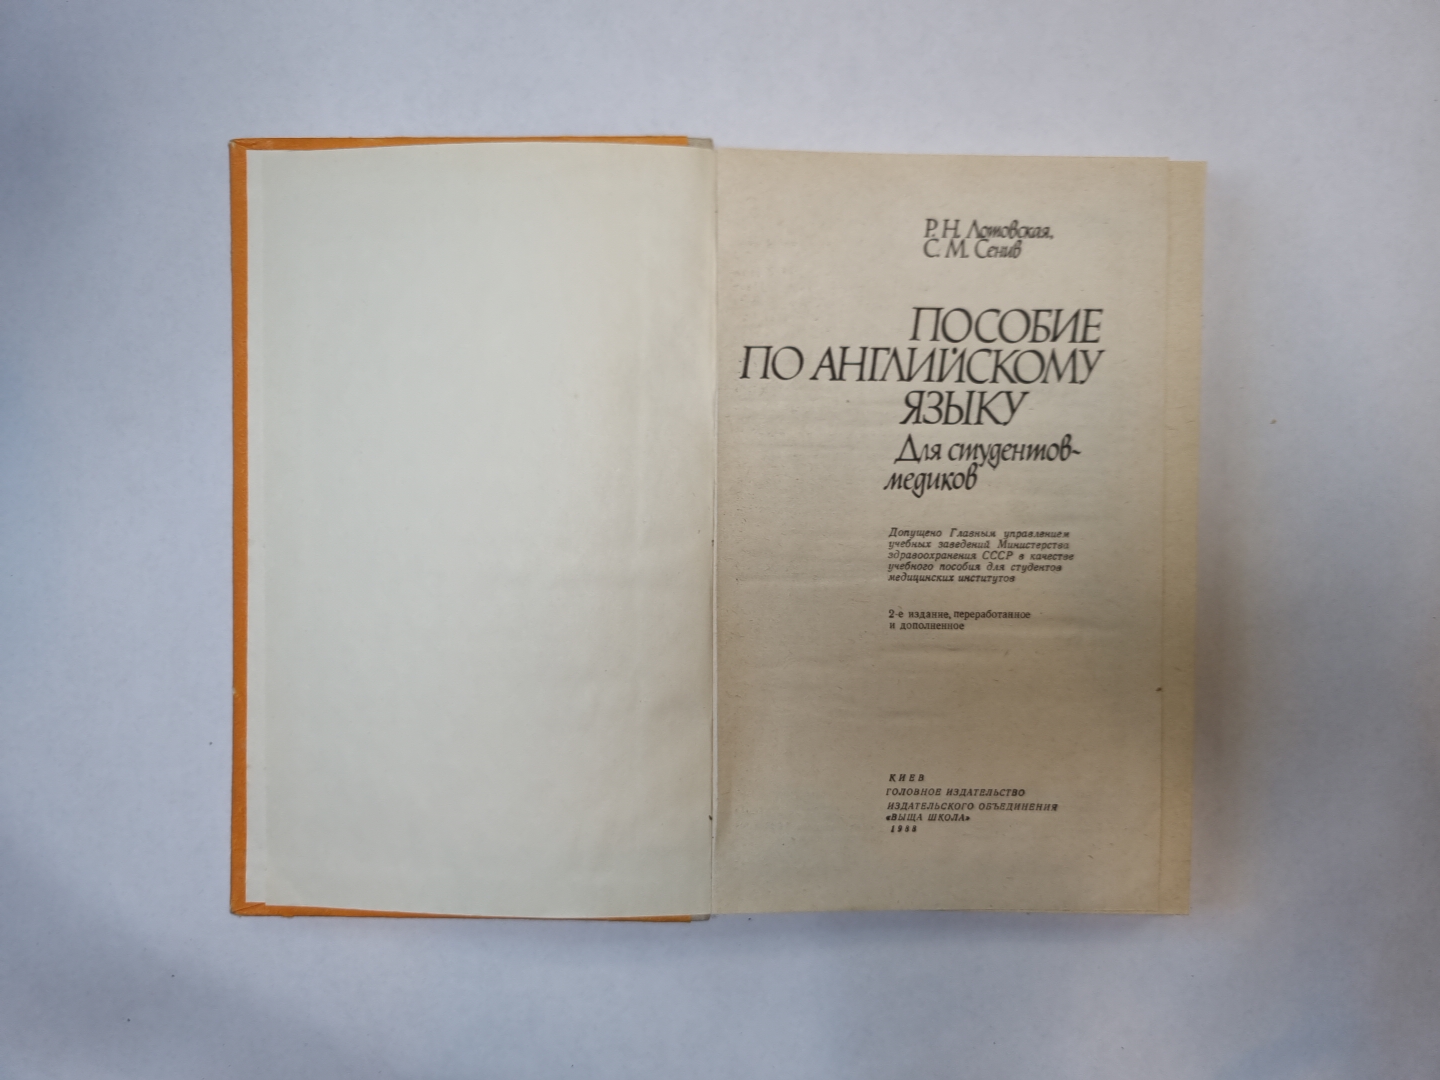 Р. Н. Лотовская,
С. М. Сенив
ПОСОБИЕ
ПО АНГЛИЙСКОМУ
ЯЗЫКУ
Для студентов-
медиков
Допущено Главным управлением
учебных заведений Министерства
здравоохранения СССР в качестве
учебного пособия для студентов
медицинских институтов
2-е издание, переработанное
и дополненное
КИЕВ
ГОЛОВНОЕ ИЗДАТЕЛЬСТВО
ИЗДАТЕЛЬСКОГО ОБЪЕДИНЕНИЯ
«ВЫЩА ШКОЛА»
1988